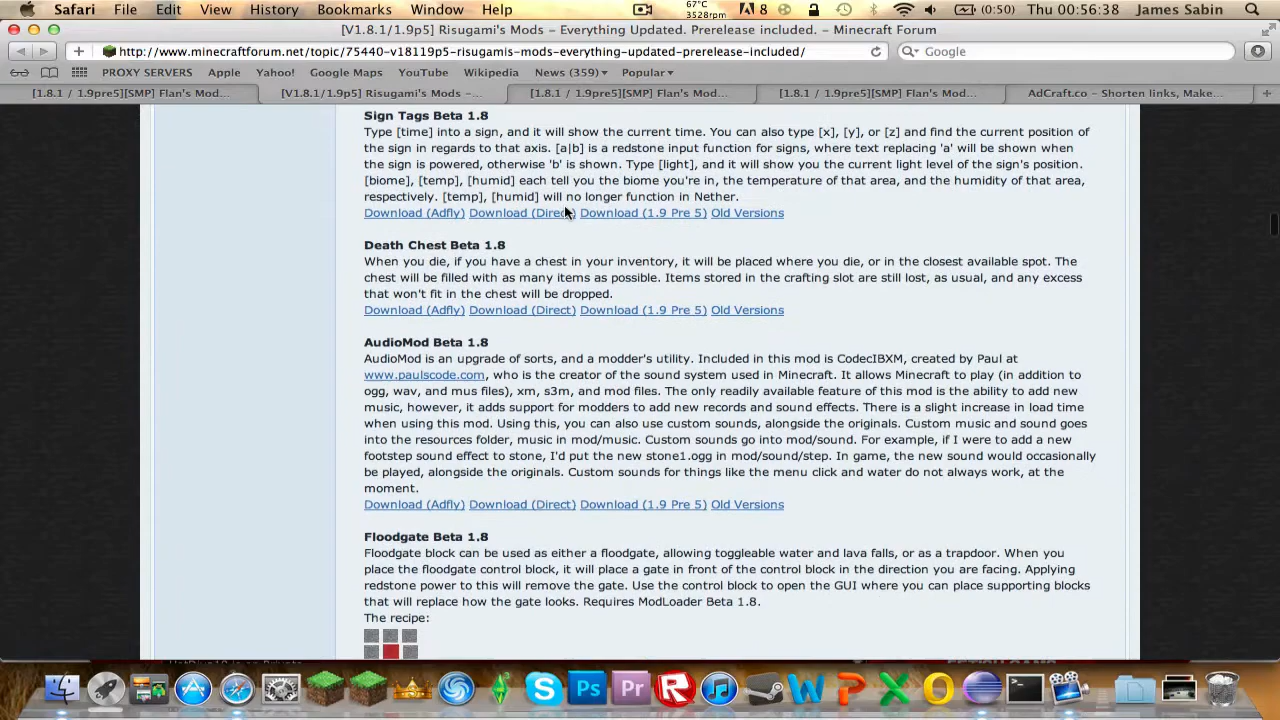 Safari File Edit View History Bookmarks Window Help 67°C 3528rpm 8 (0:50) Thu 00:56:38 James Sabin
[V1.8.1/1.9p5] Risugami's Mods - Everything Updated. Prerelease included. - Minecraft Forum
http://www.minecraftforum.net/topic/75440-v18119p5-risugamis-mods-everything-updated-prerelease-included/ Google
PROXY SERVERS Apple Yahoo! Google Maps YouTube Wikipedia News (359) Popular
[1.8.1 / 1.9pre5][SMP] Flan's Mod... [V1.8.1/1.9p5] Risugami's Mods -... [1.8.1 / 1.9pre5][SMP] Flan's Mod... [1.8.1 / 1.9pre5][SMP] Flan's Mod... AdCraft.co - Shorten links, Make...
Sign Tags Beta 1.8
Type [time] into a sign, and it will show the current time. You can also type [x], [y], or [z] and find the current position of
the sign in regards to that axis. [a|b] is a redstone input function for signs, where text replacing 'a' will be shown when
the sign is powered, otherwise 'b' is shown. Type [light], and it will show you the current light level of the sign's position.
[biome], [temp], [humid] each tell you the biome you're in, the temperature of that area, and the humidity of that area,
respectively. [temp], [humid] will no longer function in Nether.
Download (Adfly) Download (Direct) Download (1.9 Pre 5) Old Versions
Death Chest Beta 1.8
When you die, if you have a chest in your inventory, it will be placed where you die, or in the closest available spot. The
chest will be filled with as many items as possible. Items stored in the crafting slot are still lost, as usual, and any excess
that won't fit in the chest will be dropped.
Download (Adfly) Download (Direct) Download (1.9 Pre 5) Old Versions
AudioMod Beta 1.8
AudioMod is an upgrade of sorts, and a modder's utility. Included in this mod is CodecIBXM, created by Paul at
www.paulscode.com, who is the creator of the sound system used in Minecraft. It allows Minecraft to play (in addition to
ogg, wav, and mus files), xm, s3m, and mod files. The only readily available feature of this mod is the ability to add new
music, however, it adds support for modders to add new records and sound effects. There is a slight increase in load time
when using this mod. Using this, you can also use custom sounds, alongside the originals. Custom music and sound goes
into the resources folder, music in mod/music. Custom sounds go into mod/sound. For example, if I were to add a new
footstep sound effect to stone, I'd put the new stone1.ogg in mod/sound/step. In game, the new sound would occasionally
be played, alongside the originals. Custom sounds for things like the menu click and water do not always work, at the
moment.
Download (Adfly) Download (Direct) Download (1.9 Pre 5) Old Versions
Floodgate Beta 1.8
Floodgate block can be used as either a floodgate, allowing toggleable water and lava falls, or as a trapdoor. When you
place the floodgate control block, it will place a gate in front of the control block in the direction you are facing. Applying
redstone power to this will remove the gate. Use the control block to open the GUI where you can place supporting blocks
that will replace how the gate looks. Requires ModLoader Beta 1.8.
The recipe: